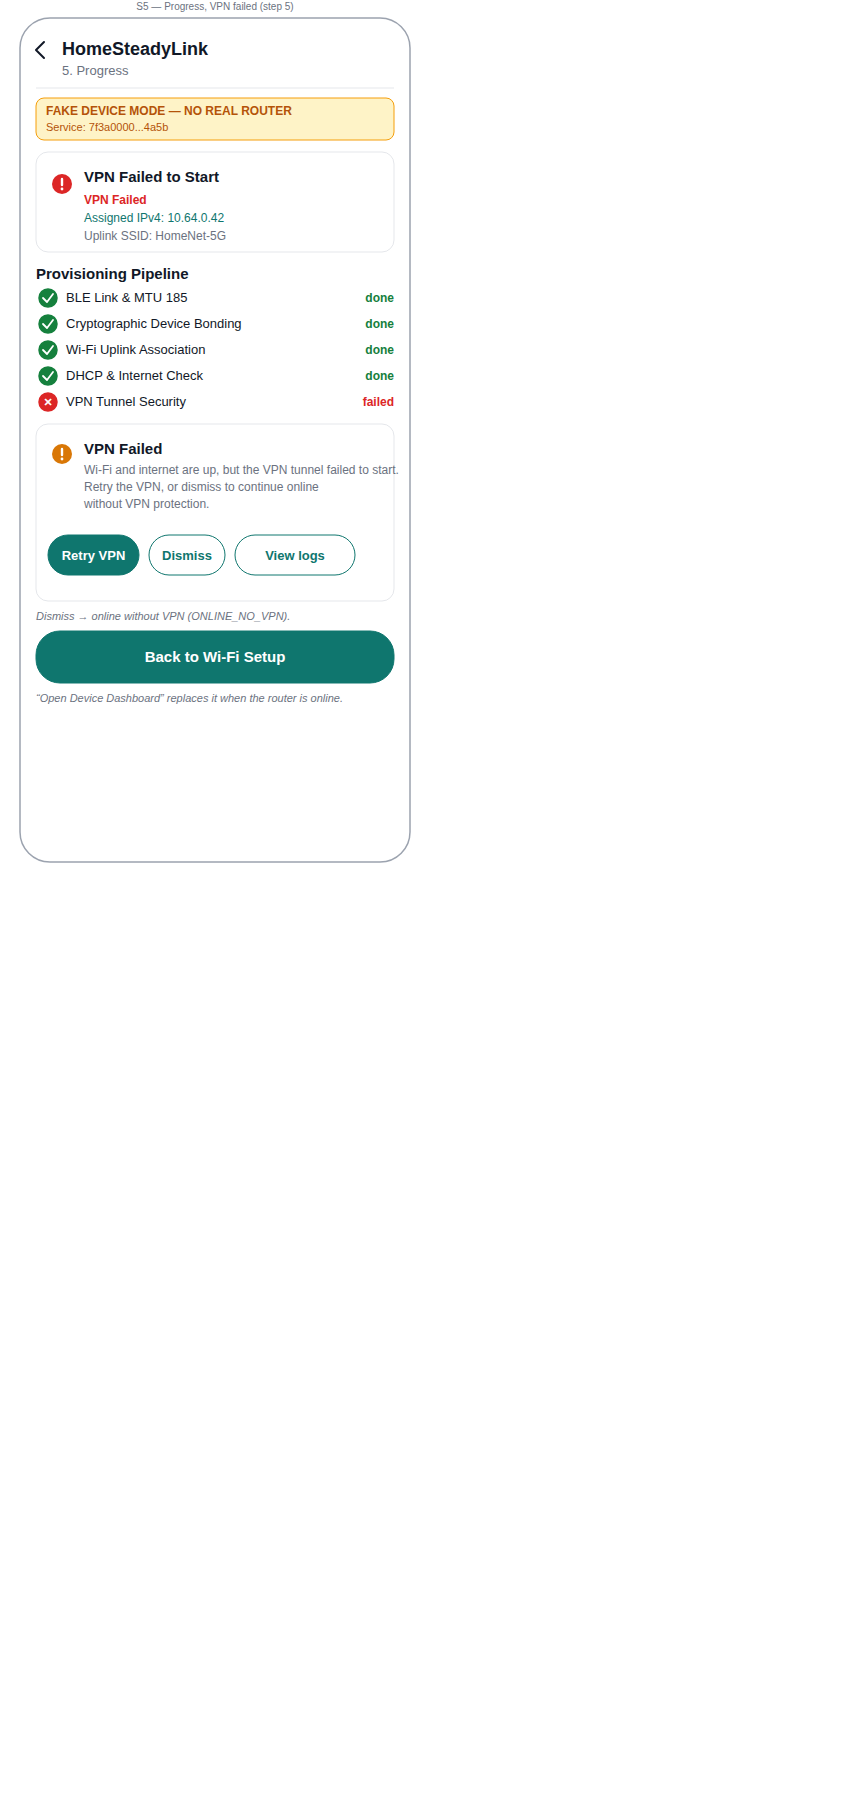 S5 — Progress, VPN failed (step 5)
HomeSteadyLink
5. Progress
FAKE DEVICE MODE — NO REAL ROUTER
Service: 7f3a0000...4a5b
VPN Failed to Start
VPN Failed
Assigned IPv4: 10.64.0.42
Uplink SSID: HomeNet-5G
Provisioning Pipeline
BLE Link & MTU 185 done
Cryptographic Device Bonding done
Wi-Fi Uplink Association done
DHCP & Internet Check done
VPN Tunnel Security failed
VPN Failed
Wi-Fi and internet are up, but the VPN tunnel failed to start.
Retry the VPN, or dismiss to continue online
without VPN protection.
Retry VPN Dismiss View logs
Dismiss → online without VPN (ONLINE_NO_VPN).
Back to Wi-Fi Setup
“Open Device Dashboard” replaces it when the router is online.